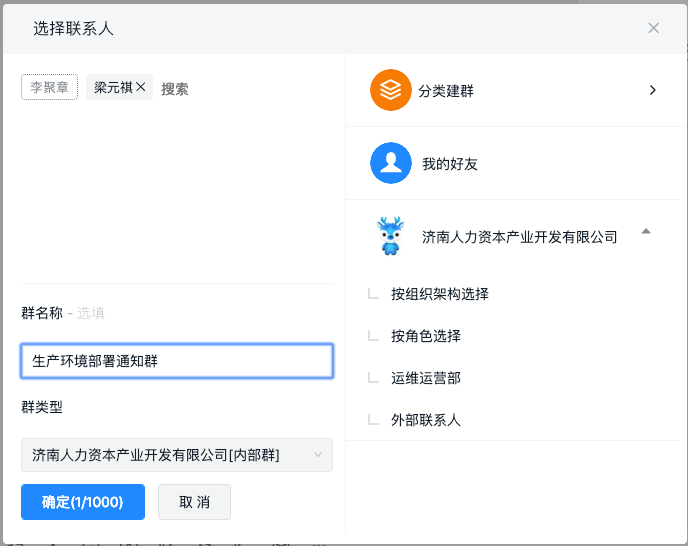 选择联系人
李聚章
梁元祺
搜索
群名称 - 选填
生产环境部署通知群
群类型
济南人力资本产业开发有限公司[内部群]
确定(1/1000)
取 消
分类建群
我的好友
济南人力资本产业开发有限公司
按组织架构选择
按角色选择
运维运营部
外部联系人